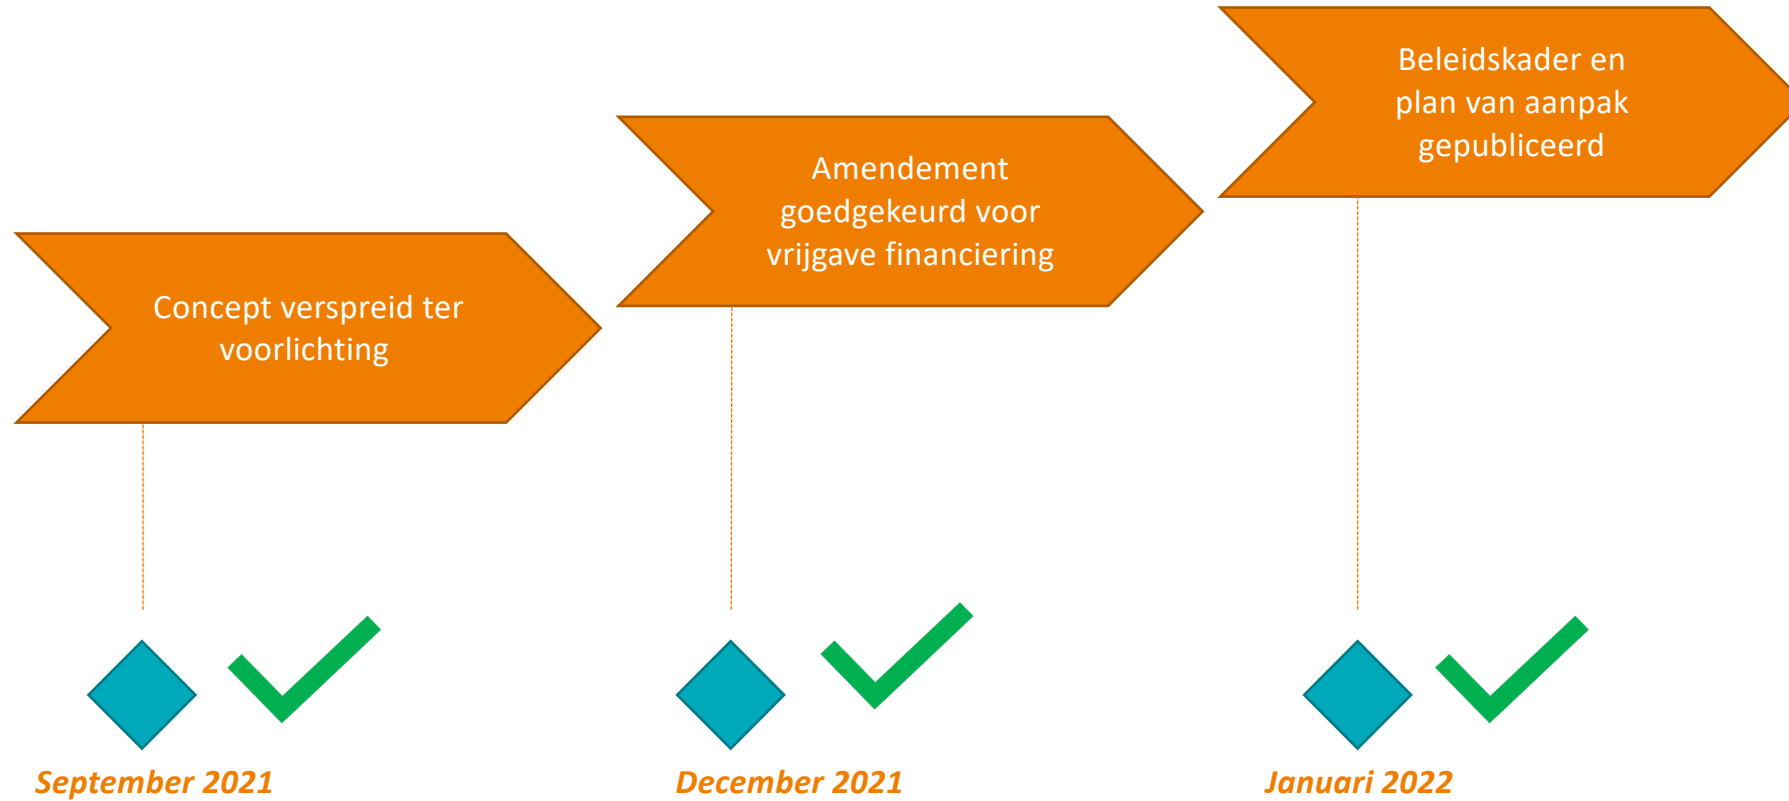 Concept verspreid ter
voorlichting
Amendement
goedgekeurd voor
vrijgave financiering
Beleidskader en
plan van aanpak
gepubliceerd
September 2021
December 2021
Januari 2022